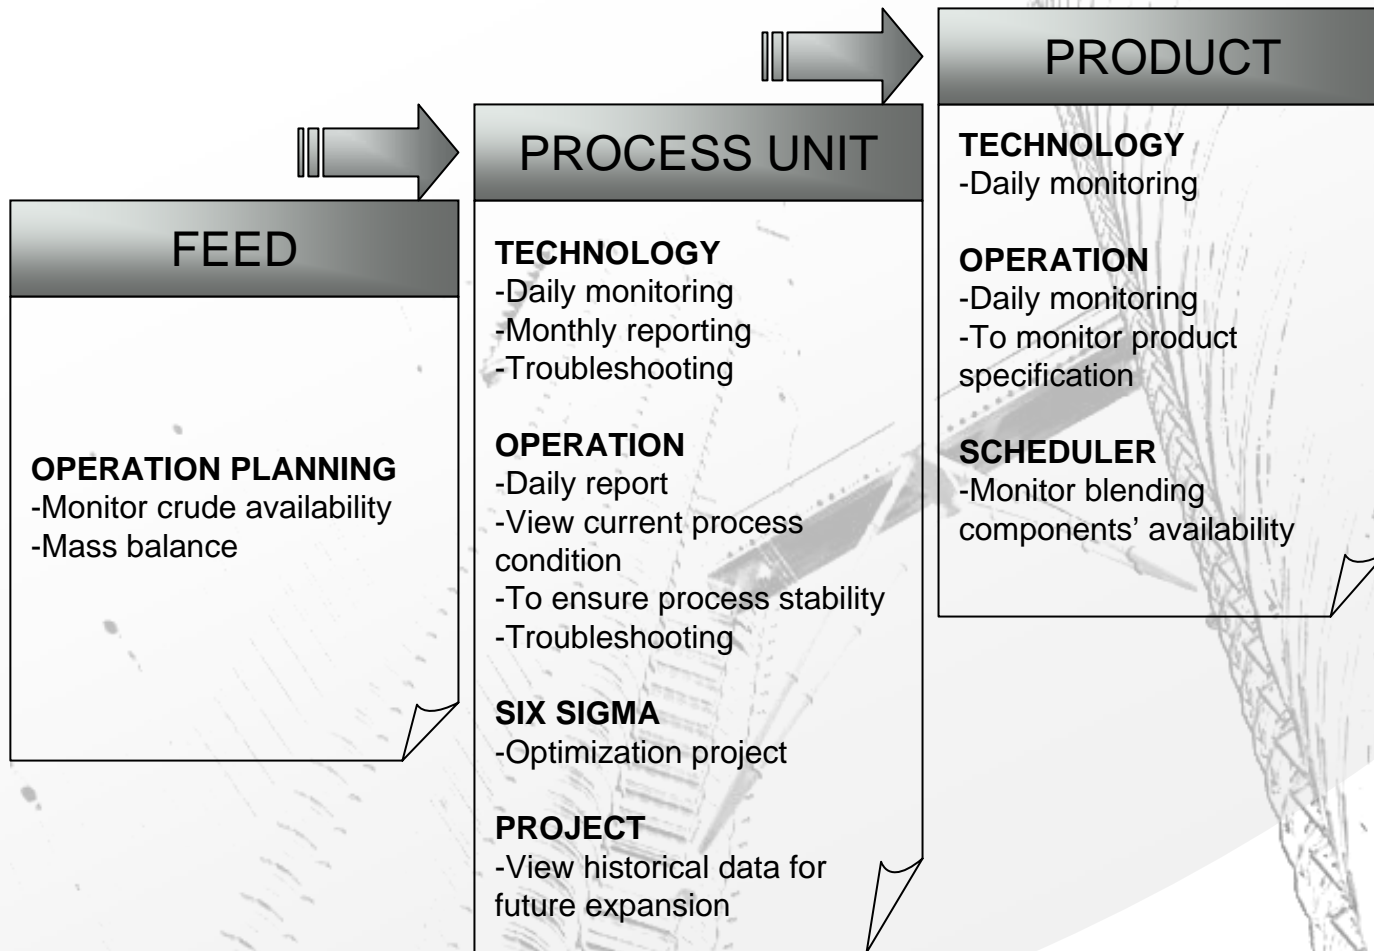 FEED
OPERATION PLANNING
-Monitor crude availability
-Mass balance
PROCESS UNIT
TECHNOLOGY
-Daily monitoring
-Monthly reporting
-Troubleshooting
OPERATION
-Daily report
-View current process
condition
-To ensure process stability
-Troubleshooting
SIX SIGMA
-Optimization project
PROJECT
-View historical data for
future expansion
PRODUCT
TECHNOLOGY
-Daily monitoring
OPERATION
-Daily monitoring
-To monitor product
specification
SCHEDULER
-Monitor blending
components’ availability